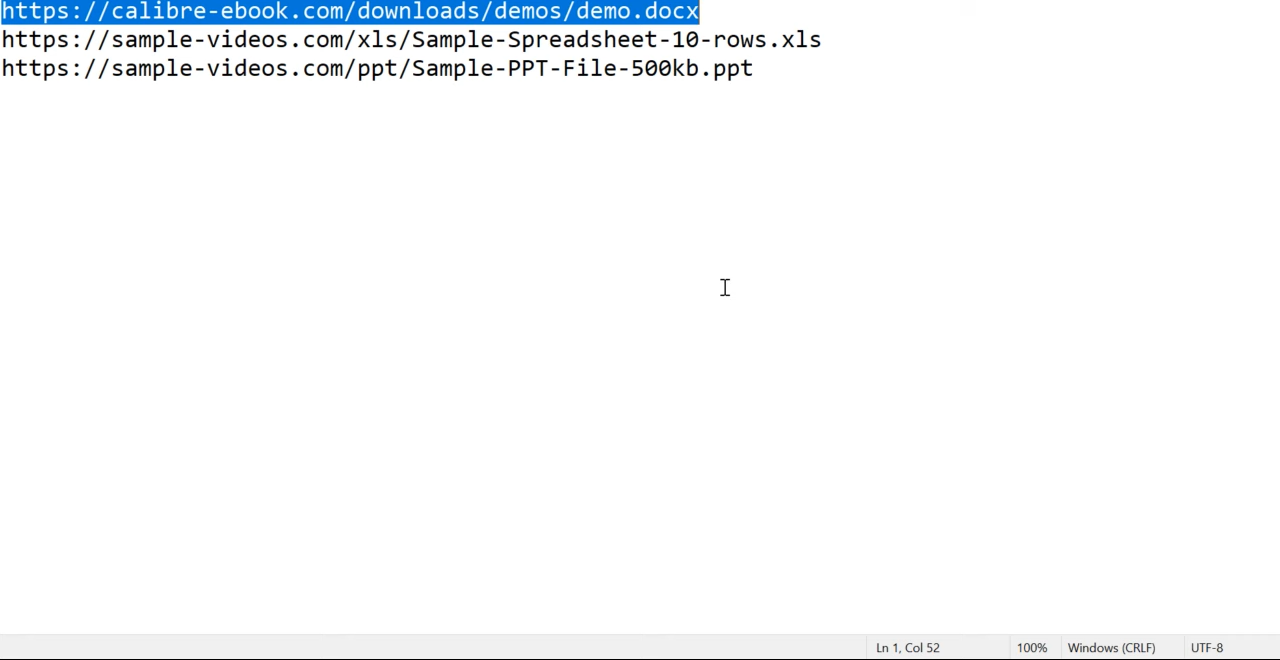 https://calibre-ebook.com/downloads/demos/demo.docx
https://sample-videos.com/xls/Sample-Spreadsheet-10-rows.xls
https://sample-videos.com/ppt/Sample-PPT-File-500kb.ppt
Ln 1, Col 52 100% Windows (CRLF) UTF-8